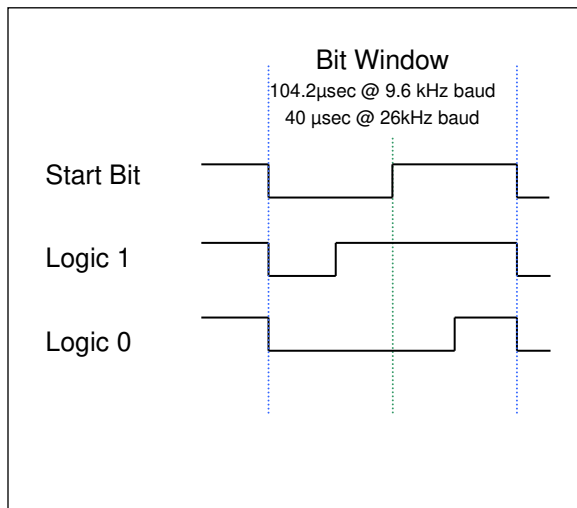 Bit Window
104.2µsec @ 9.6 kHz baud
40 µsec @ 26kHz baud
Start Bit
Logic 1
Logic 0